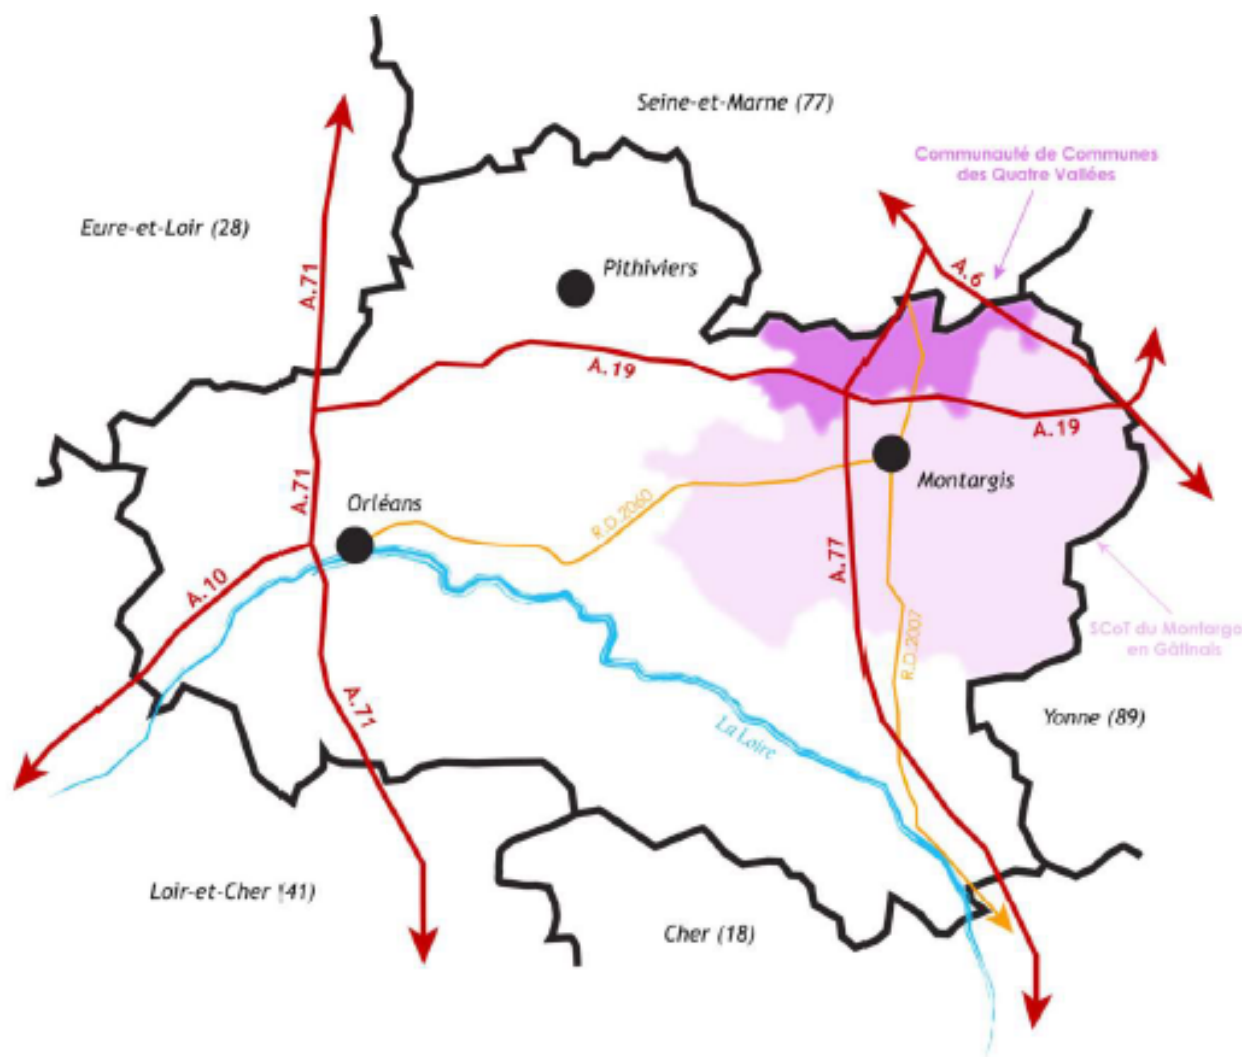 Seine-et-Marne (77)
Communauté de Communes
des Quatre Vallées
Eure-et-Loir (28)
Pithiviers
A.6
A.71
A.19
A.19
Montargis
A.71
Orléans
R.D.2060
A.77
A.10
R.D.2007
SCoT du Montargo
en Gâtinais
A.71
La Loire
Yonne (89)
Loir-et-Cher (41)
Cher (18)